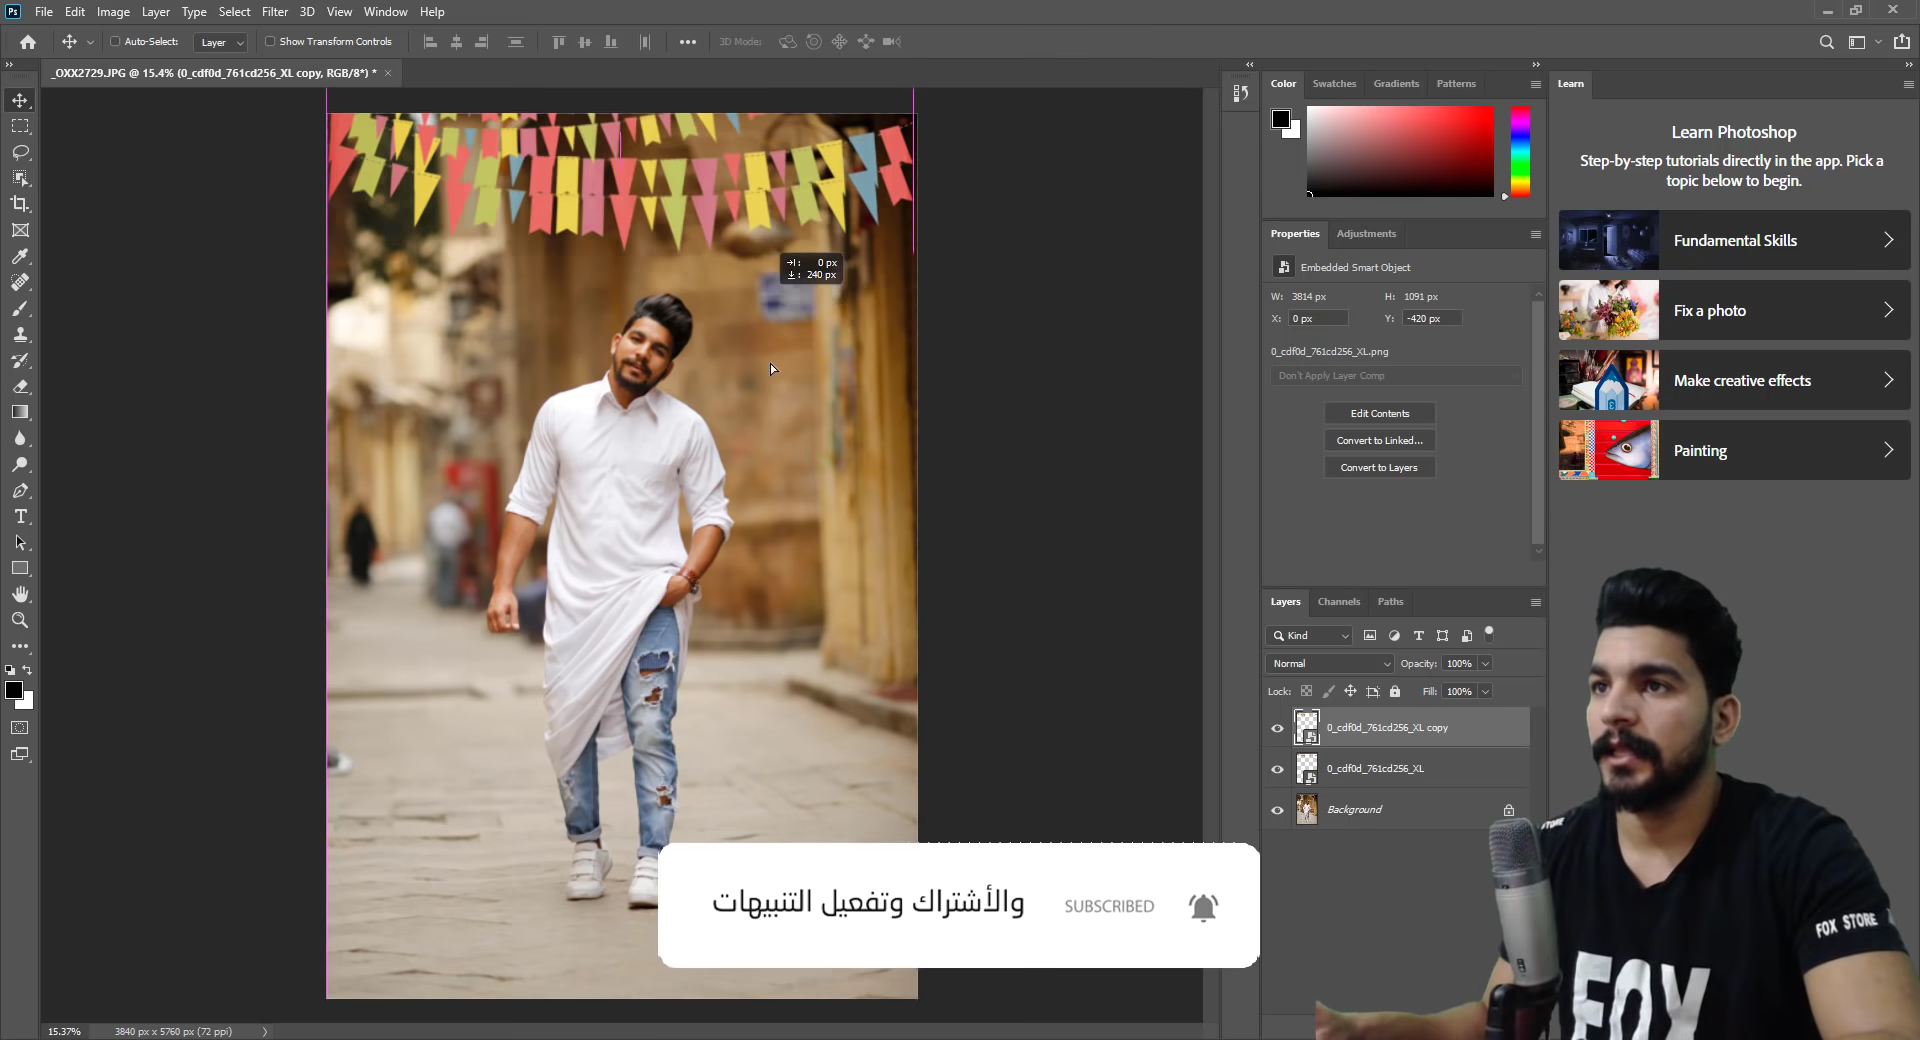 Ps File Edit Image Layer Type Select Filter 3D View Window Help
Auto-Select: Layer Show Transform Controls 3D Mode:
_OXX2729.JPG @ 15.4% (0_cdf0d_761cd256_XL copy, RGB/8*) * ×
Color Swatches Gradients Patterns
Properties Adjustments
Embedded Smart Object
W: 3814 px H: 1091 px
X: 0 px Y: -420 px
0_cdf0d_761cd256_XL.png
Don't Apply Layer Comp
Edit Contents
Convert to Linked...
Convert to Layers
Layers Channels Paths
Kind
Normal Opacity: 100%
Lock: Fill: 100%
0_cdf0d_761cd256_XL copy
0_cdf0d_761cd256_XL
Background
Learn
Learn Photoshop
Step-by-step tutorials directly in the app. Pick a
topic below to begin.
Fundamental Skills
Fix a photo
Make creative effects
Painting
0 px
240 px
والأشتراك وتفعيل التنبيهات SUBSCRIBED
STORE
FOX STORE
FOX
15.37% 3840 px x 5760 px (72 ppi)